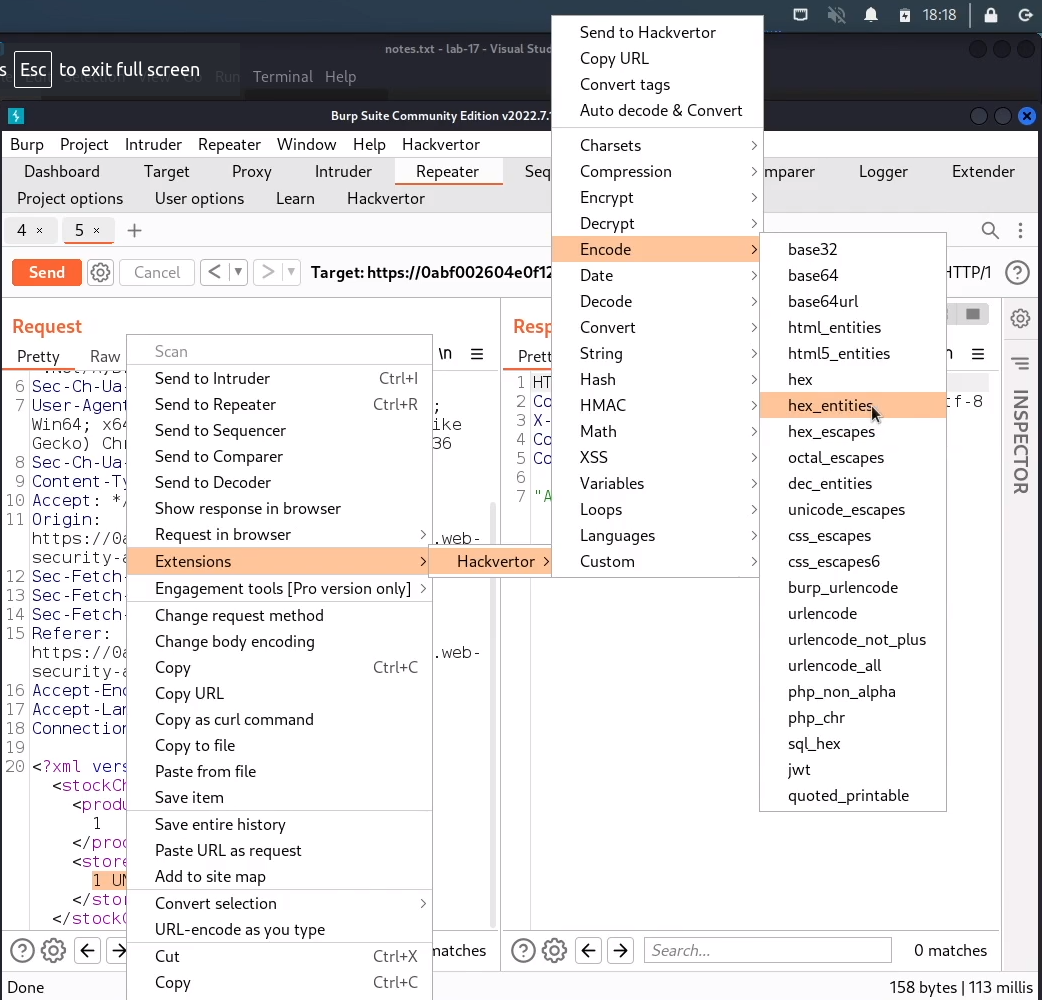 18:18
s Esc to exit full screen
notes.txt - lab-17 - Visual Stud
Selection View Go Run Terminal Help
Burp Suite Community Edition v2022.7.1
Burp Project Intruder Repeater Window Help Hackvertor
Dashboard Target Proxy Intruder Repeater Seq mparer Logger Extender
Project options User options Learn Hackvertor
4 × 5 × +
Send Cancel < ▼ > ▼ Target: https://0abf002604e0f12 HTTP/1 ?
Request
Pretty Raw \n
6 Sec-Ch-Ua-
7 User-Agent ;
Win64; x64 ike
Gecko) Chr 36
8 Sec-Ch-Ua-
9 Content-Ty
10 Accept: */
11 Origin:
https://0a .web-
security-a
12 Sec-Fetch-
13 Sec-Fetch-
14 Sec-Fetch-
15 Referer:
https://0a .web-
security-a
16 Accept-Enc
17 Accept-Lan
18 Connection
19
20 <?xml vers
<stockCh
<produ
1
</proc
<store
1 UN
</stor
</stockC
matches
Resp
Prett n
1 HT
2 Co tf-8
3 X-
4 Co
5 Co
6
7 "A
INSPECTOR
Search...
0 matches
Done
158 bytes | 113 millis
Scan
Send to Intruder Ctrl+I
Send to Repeater Ctrl+R
Send to Sequencer
Send to Comparer
Send to Decoder
Show response in browser
Request in browser >
Extensions >
Engagement tools [Pro version only] >
Change request method
Change body encoding
Copy Ctrl+C
Copy URL
Copy as curl command
Copy to file
Paste from file
Save item
Save entire history
Paste URL as request
Add to site map
Convert selection >
URL-encode as you type
Cut Ctrl+X
Copy Ctrl+C
Hackvertor >
Send to Hackvertor
Copy URL
Convert tags
Auto decode & Convert
Charsets >
Compression >
Encrypt >
Decrypt >
Encode >
Date >
Decode >
Convert >
String >
Hash >
HMAC >
Math >
XSS >
Variables >
Loops >
Languages >
Custom >
base32
base64
base64url
html_entities
html5_entities
hex
hex_entities
hex_escapes
octal_escapes
dec_entities
unicode_escapes
css_escapes
css_escapes6
burp_urlencode
urlencode
urlencode_not_plus
urlencode_all
php_non_alpha
php_chr
sql_hex
jwt
quoted_printable